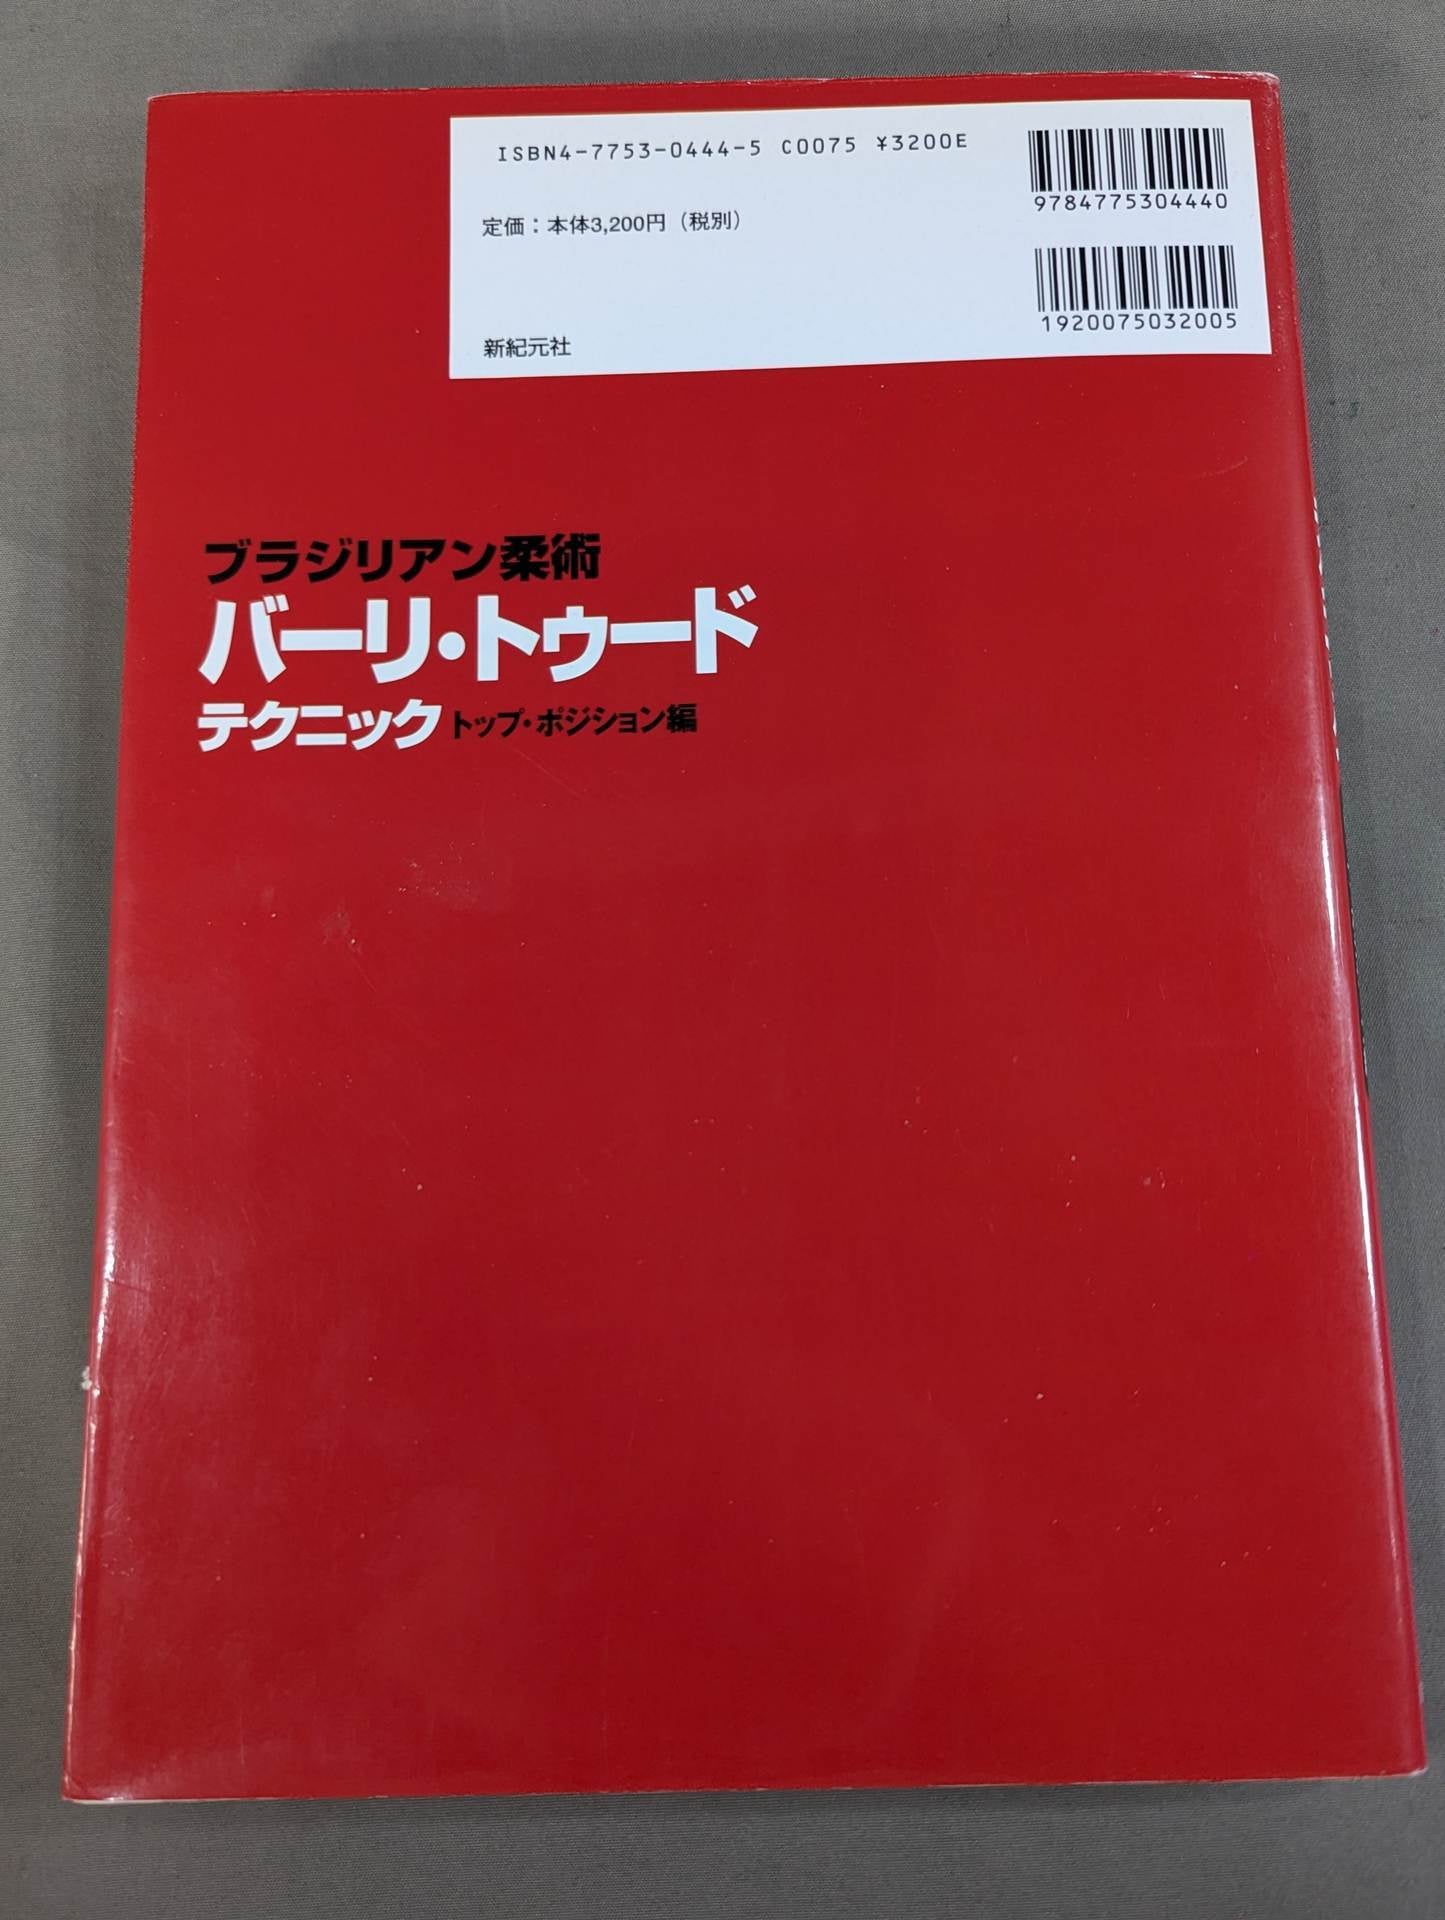 ISBN4-7753-0444-5 C0075 ¥3200E
定価：本体3,200円（税別）
新紀元社
9784775304440
1920075032005
ブラジリアン柔術
バーリ・トゥード
テクニック トップ・ポジション編